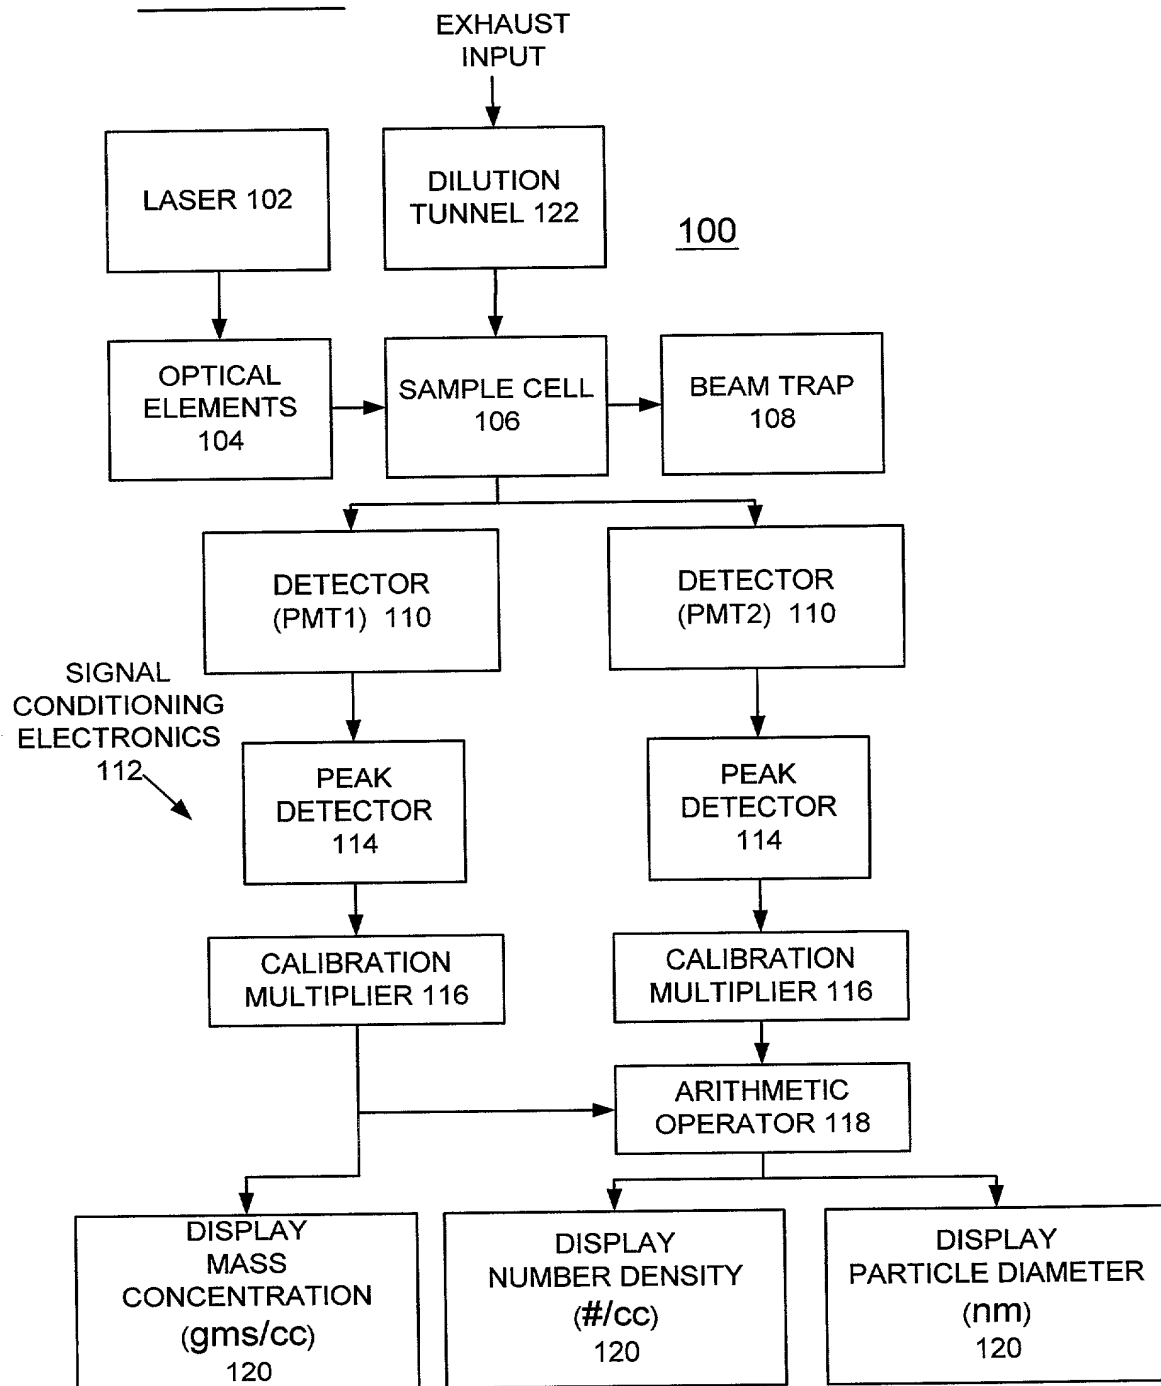 EXHAUST
INPUT
LASER 102
DILUTION
TUNNEL 122
100
OPTICAL
ELEMENTS
104
SAMPLE CELL
106
BEAM TRAP
108
DETECTOR
(PMT1) 110
DETECTOR
(PMT2) 110
SIGNAL
CONDITIONING
ELECTRONICS
112
PEAK
DETECTOR
114
PEAK
DETECTOR
114
CALIBRATION
MULTIPLIER 116
CALIBRATION
MULTIPLIER 116
ARITHMETIC
OPERATOR 118
DISPLAY
MASS
CONCENTRATION
(gms/cc)
120
DISPLAY
NUMBER DENSITY
(#/cc)
120
DISPLAY
PARTICLE DIAMETER
(nm)
120